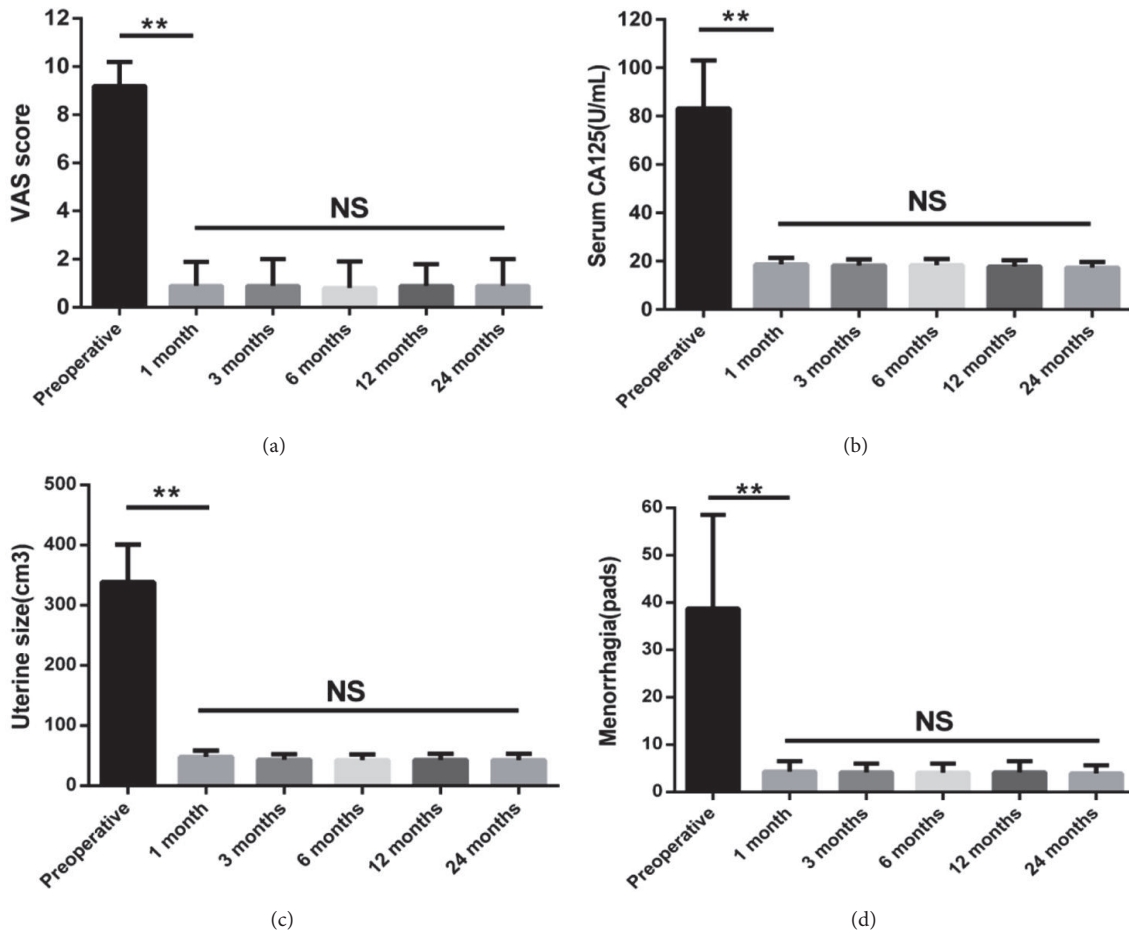 VAS score
12
10
8
6
4
2
0
**
NS
Preoperative
1 month
3 months
6 months
12 months
24 months
(a)
Serum CA125(U/mL)
120
100
80
60
40
20
0
**
NS
Preoperative
1 month
3 months
6 months
12 months
24 months
(b)
Uterine size(cm3)
500
400
300
200
100
0
**
NS
Preoperative
1 month
3 months
6 months
12 months
24 months
(c)
Menorrhagia(pads)
60
50
40
30
20
10
0
**
NS
Preoperative
1 month
3 months
6 months
12 months
24 months
(d)